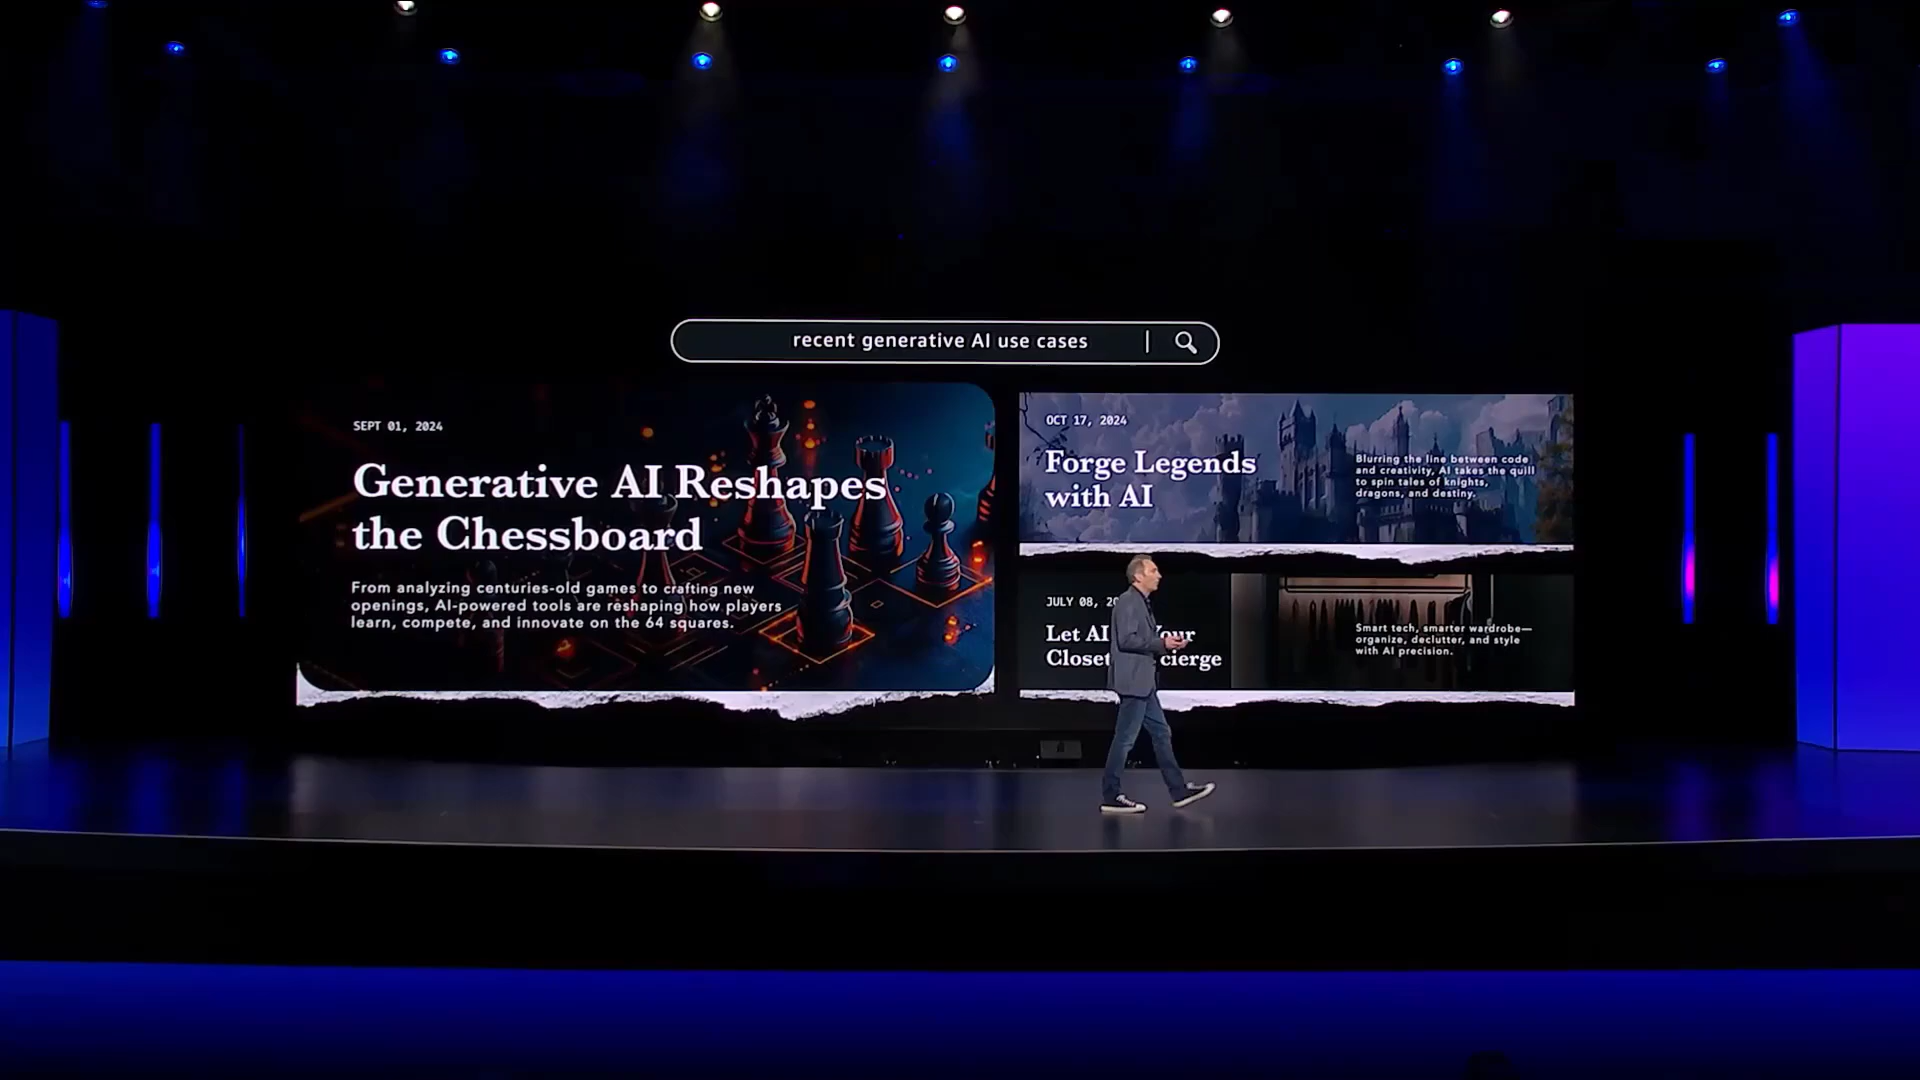 recent generative AI use cases
SEPT 01, 2024
Generative AI Reshapes
the Chessboard
From analyzing centuries-old games to crafting new
openings, AI-powered tools are reshaping how players
learn, compete, and innovate on the 64 squares.
OCT 17, 2024
Forge Legends
with AI
Blurring the line between code
and creativity, AI takes the quill
to spin tales of knights,
dragons, and destiny.
JULY 08, 
Let AI Your
Closet
Smart tech, smarter wardrobe—
organize, declutter, and style
with AI precision.